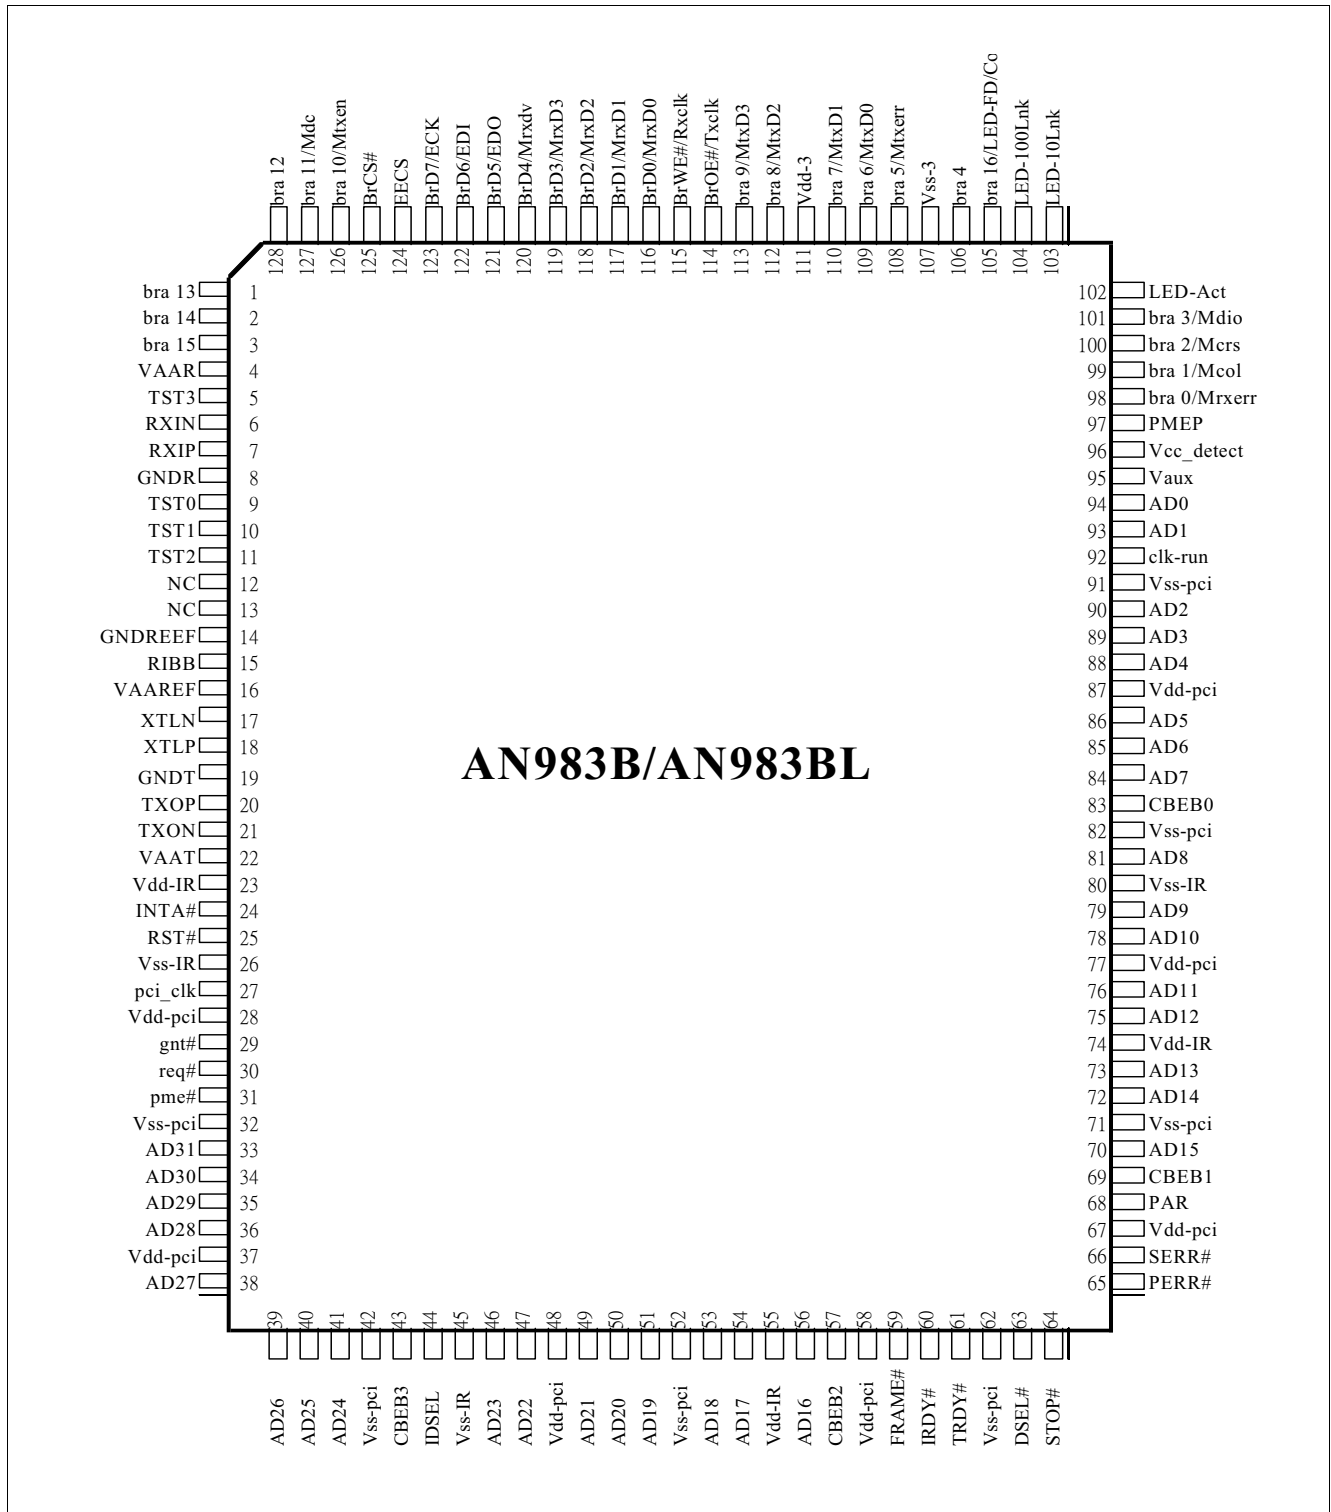 bra 12
bra 11/Mdc
bra 10/Mtxen
BrCS#
EECS
BrD7/ECK
BrD6/EDI
BrD5/EDO
BrD4/Mrxdv
BrD3/MrxD3
BrD2/MrxD2
BrD1/MrxD1
BrD0/MrxD0
BrWE#/Rxclk
BrOE#/Txclk
bra 9/MtxD3
bra 8/MtxD2
Vdd-3
bra 7/MtxD1
bra 6/MtxD0
bra 5/Mtxerr
Vss-3
bra 4
bra 16/LED-FD/Co
LED-100Lnk
LED-10Lnk
128
127
126
125
124
123
122
121
120
119
118
117
116
115
114
113
112
111
110
109
108
107
106
105
104
103
bra 13 1
bra 14 2
bra 15 3
VAAR 4
TST3 5
RXIN 6
RXIP 7
GNDR 8
TST0 9
TST1 10
TST2 11
NC 12
NC 13
GNDREEF 14
RIBB 15
VAAREF 16
XTLN 17
XTLP 18
GNDT 19
TXOP 20
TXON 21
VAAT 22
Vdd-IR 23
INTA# 24
RST# 25
Vss-IR 26
pci_clk 27
Vdd-pci 28
gnt# 29
req# 30
pme# 31
Vss-pci 32
AD31 33
AD30 34
AD29 35
AD28 36
Vdd-pci 37
AD27 38
AN983B/AN983BL
102 LED-Act
101 bra 3/Mdio
100 bra 2/Mcrs
99 bra 1/Mcol
98 bra 0/Mrxerr
97 PMEP
96 Vcc_detect
95 Vaux
94 AD0
93 AD1
92 clk-run
91 Vss-pci
90 AD2
89 AD3
88 AD4
87 Vdd-pci
86 AD5
85 AD6
84 AD7
83 CBEB0
82 Vss-pci
81 AD8
80 Vss-IR
79 AD9
78 AD10
77 Vdd-pci
76 AD11
75 AD12
74 Vdd-IR
73 AD13
72 AD14
71 Vss-pci
70 AD15
69 CBEB1
68 PAR
67 Vdd-pci
66 SERR#
65 PERR#
39
40
41
42
43
44
45
46
47
48
49
50
51
52
53
54
55
56
57
58
59
60
61
62
63
64
AD26
AD25
AD24
Vss-pci
CBEB3
IDSEL
Vss-IR
AD23
AD22
Vdd-pci
AD21
AD20
AD19
Vss-pci
AD18
AD17
Vdd-IR
AD16
CBEB2
Vdd-pci
FRAME#
IRDY#
TRDY#
Vss-pci
DSEL#
STOP#